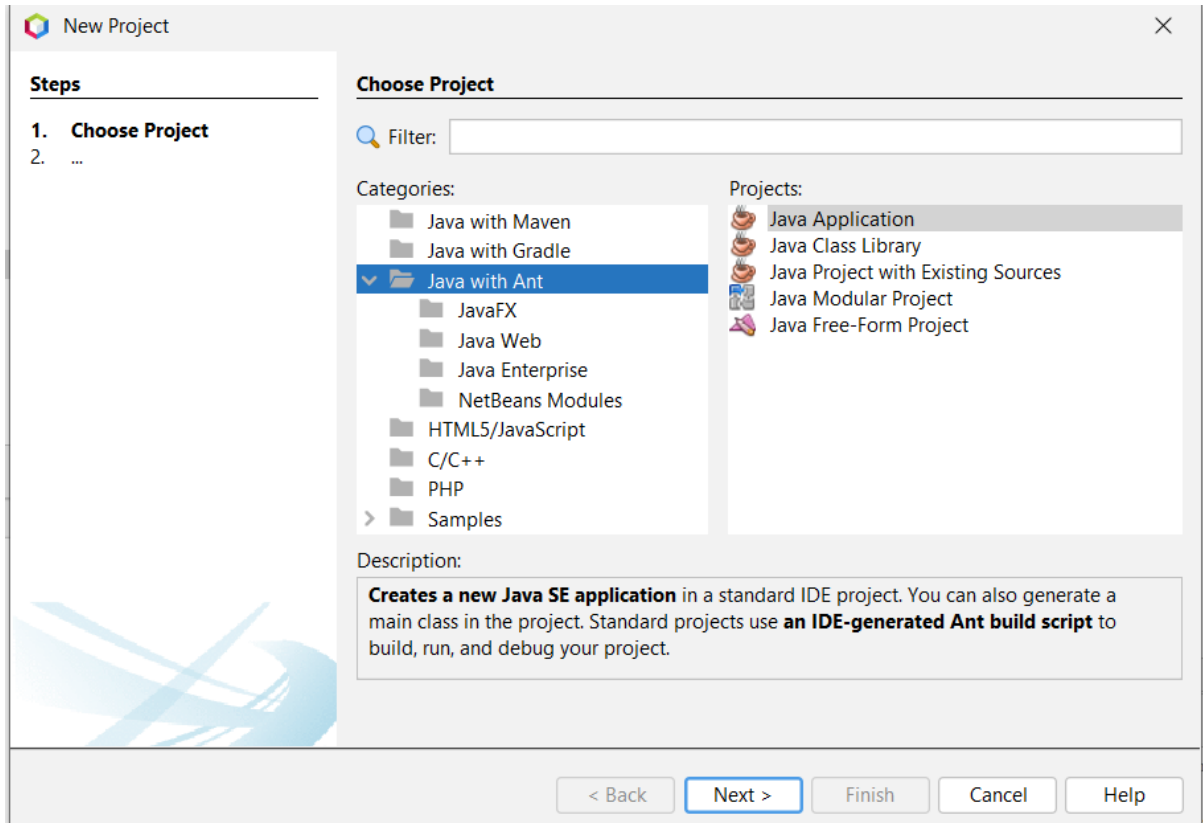 New Project
Steps
1. Choose Project
2. ...
Choose Project
Filter:
Categories:
Java with Maven
Java with Gradle
Java with Ant
JavaFX
Java Web
Java Enterprise
NetBeans Modules
HTML5/JavaScript
C/C++
PHP
Samples
Projects:
Java Application
Java Class Library
Java Project with Existing Sources
Java Modular Project
Java Free-Form Project
Description:
Creates a new Java SE application in a standard IDE project. You can also generate a
main class in the project. Standard projects use an IDE-generated Ant build script to
build, run, and debug your project.
< Back Next > Finish Cancel Help